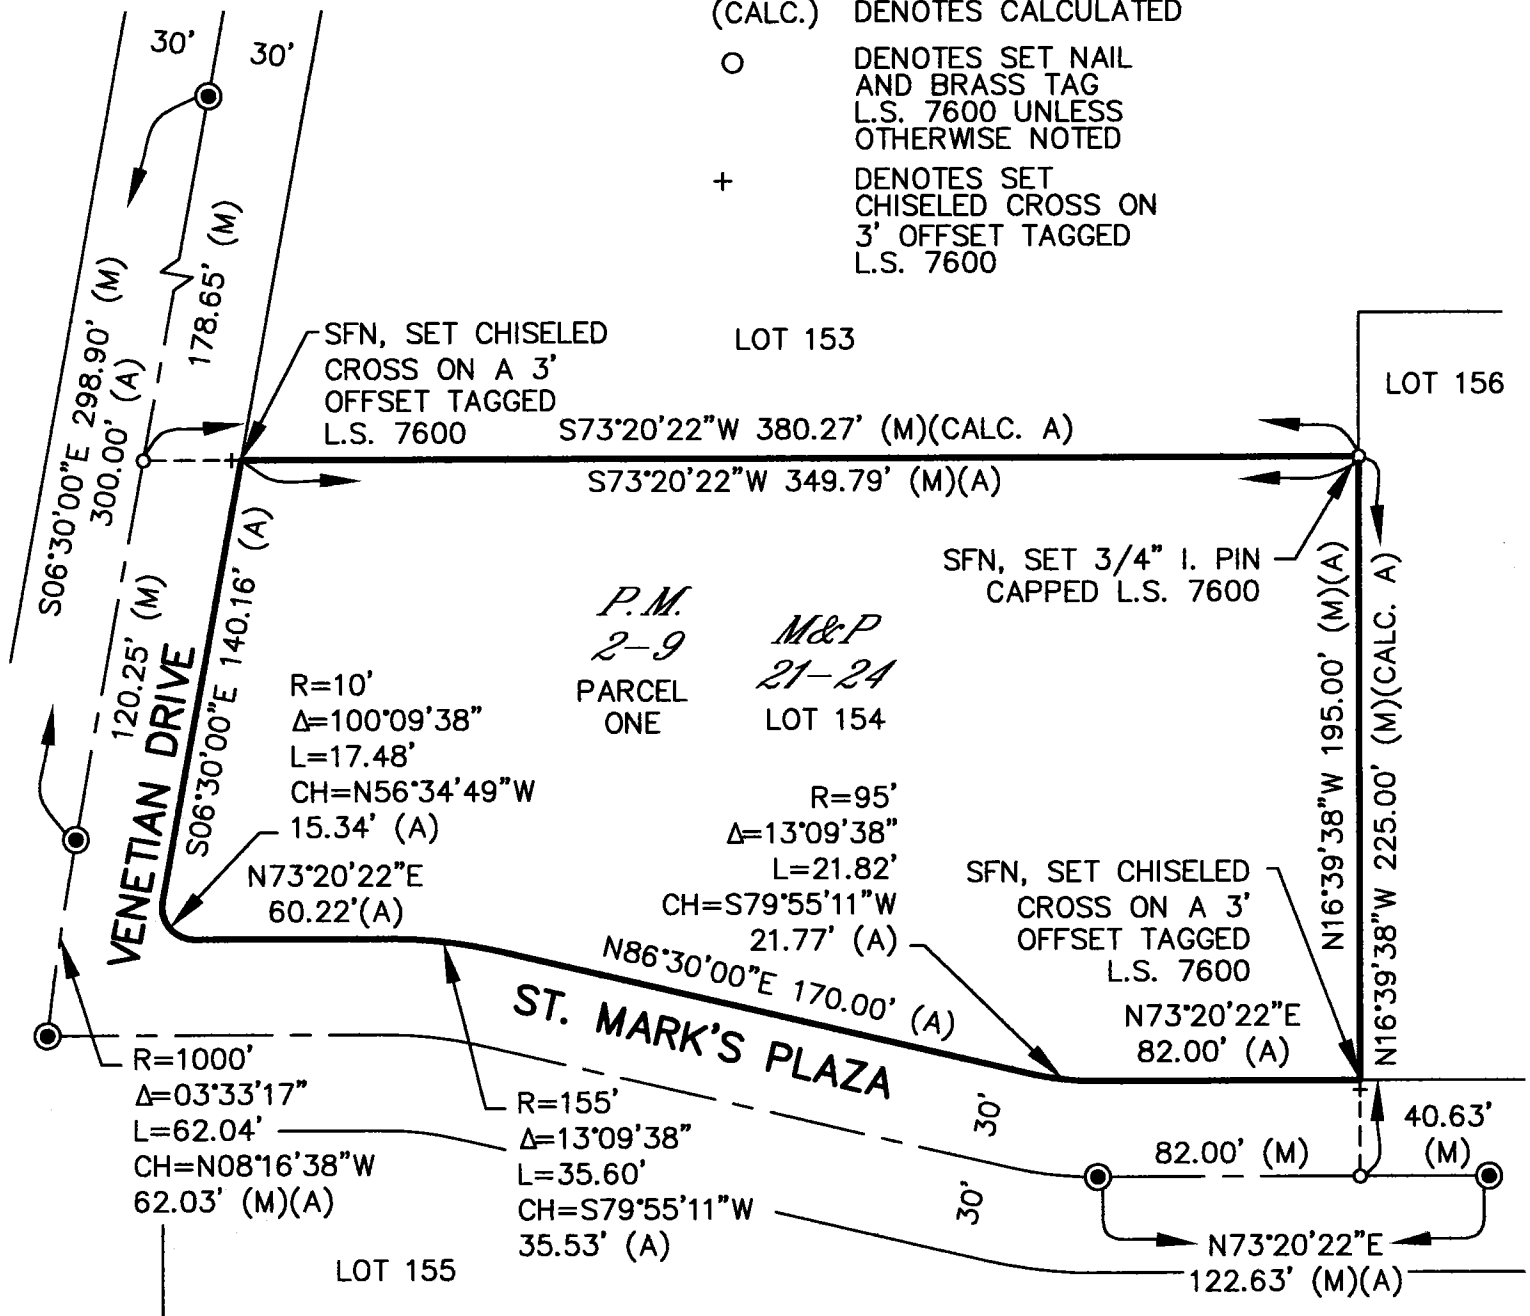 (CALC.) DENOTES CALCULATED
DENOTES SET NAIL
AND BRASS TAG
L.S. 7600 UNLESS
OTHERWISE NOTED
+ DENOTES SET
CHISELED CROSS ON
3' OFFSET TAGGED
L.S. 7600
30'
30'
178.65' (M)
S06°30'00"E 298.90' (M)
300.00' (A)
SFN, SET CHISELED
CROSS ON A 3'
OFFSET TAGGED
L.S. 7600
LOT 153
LOT 156
S73°20'22"W 380.27' (M)(CALC. A)
S73°20'22"W 349.79' (M)(A)
SFN, SET 3/4" I. PIN
CAPPED L.S. 7600
120.25' (M)
VENETIAN DRIVE
S06°30'00"E 140.16' (A)
P.M.
2-9
PARCEL
ONE
M&P
21-24
LOT 154
N16°39'38"W 195.00' (M)(A)
N16°39'38"W 225.00' (M)(CALC. A)
R=10'
Δ=100°09'38"
L=17.48'
CH=N56°34'49"W
15.34' (A)
N73°20'22"E
60.22'(A)
R=95'
Δ=13°09'38"
L=21.82'
CH=S79°55'11"W
21.77' (A)
SFN, SET CHISELED
CROSS ON A 3'
OFFSET TAGGED
L.S. 7600
N86°30'00"E 170.00' (A)
ST. MARK'S PLAZA
N73°20'22"E
82.00' (A)
R=1000'
Δ=03°33'17"
L=62.04'
CH=N08°16'38"W
62.03' (M)(A)
R=155'
Δ=13°09'38"
L=35.60'
CH=S79°55'11"W
35.53' (A)
30'
30'
82.00' (M)
40.63'
(M)
N73°20'22"E
122.63' (M)(A)
LOT 155